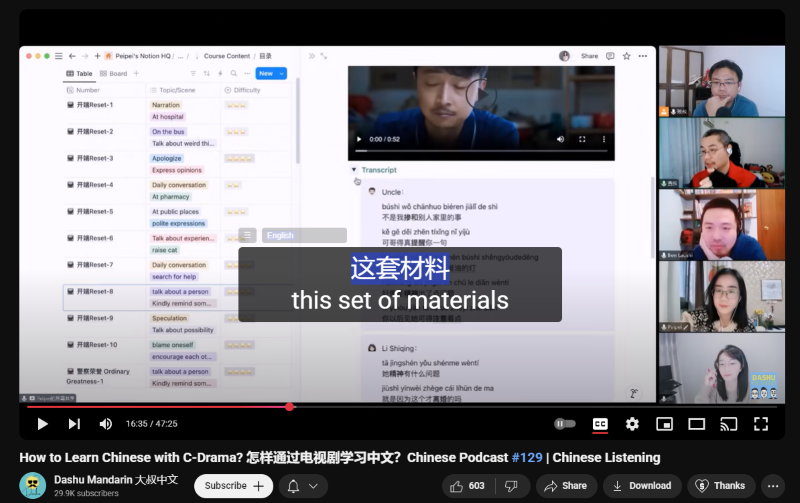 Peipei's Notion HQ / ... / Course Content / 目录
Share
Table
Board
New
Number
Topic/Scene
Difficulty
开端Reset-1
Narration
At hospital
开端Reset-2
On the bus
Talk about weird thi...
开端Reset-3
Apologize
Express opinions
开端Reset-4
Daily conversation
At pharmacy
开端Reset-5
At public places
polite expressions
开端Reset-6
Talk about experien...
raise cat
开端Reset-7
Daily conversation
search for help
开端Reset-8
talk about a person
Kindly remind som...
开端Reset-9
Speculation
Talk about possibility
开端Reset-10
blame oneself
encourage each ot...
警察荣誉 Ordinary
Greatness-1
talk about a person
Kindly remind som...
0:00 / 0:52
Transcript
Uncle:
búshì wǒ chānhuo biéren jiālǐ de shì
不是我掺和别人家里的事
kě gē děi zhēn tíxǐng nǐ yíjù
可哥得真提醒你一句
English
这套材料
this set of materials
Li Shiqing:
tā jīngshén yǒu shénme wèntí
她精神有什么问题
jiùshì yīnwèi zhège cái líhūn de ma
就是因为这个才离婚的吗
Ben Lacall
Peipei
DASHU
16:35 / 47:25
CC
How to Learn Chinese with C-Drama? 怎样通过电视剧学习中文？Chinese Podcast #129 | Chinese Listening
Dashu Mandarin 大叔中文
29.9K subscribers
Subscribe
603
Share
Download
Thanks